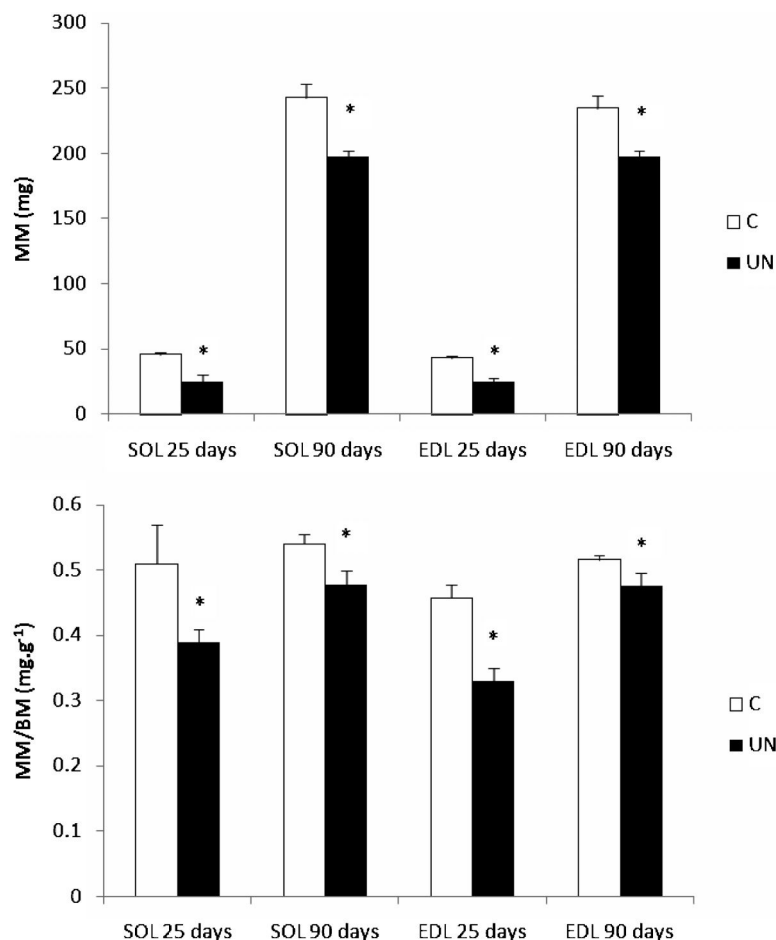 300
250
200
150
100
50
0
MM (mg)
*
*
*
*
C
UN
SOL 25 days SOL 90 days EDL 25 days EDL 90 days
0.6
0.5
0.4
0.3
0.2
0.1
0
MM/BM (mg.g⁻¹)
*
*
*
*
C
UN
SOL 25 days SOL 90 days EDL 25 days EDL 90 days